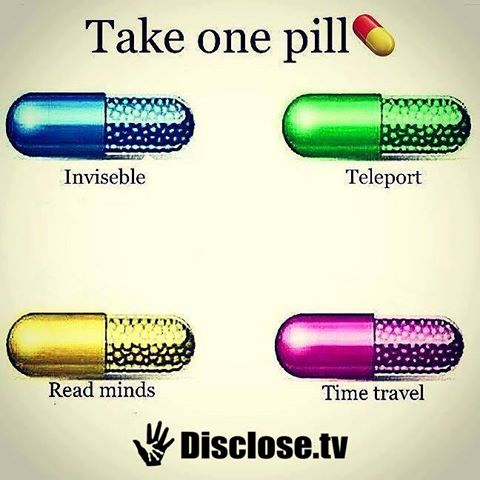 Take one pill
Inviseble
Teleport
Read minds
Time travel
Disclose.tv